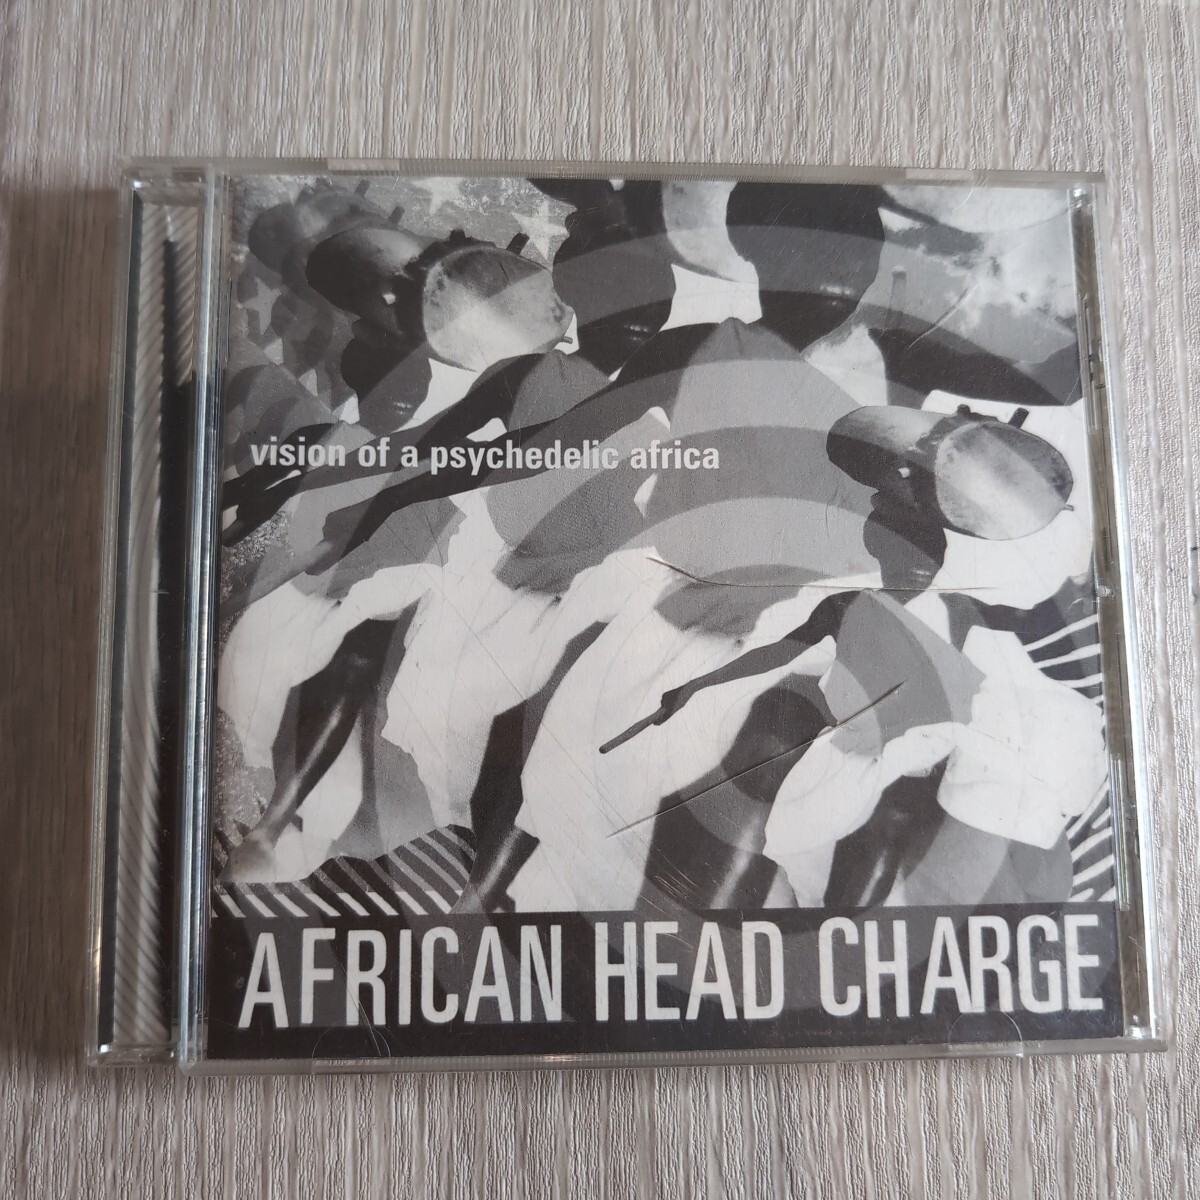 vision of a psychedelic africa
AFRICAN HEAD CHARGE